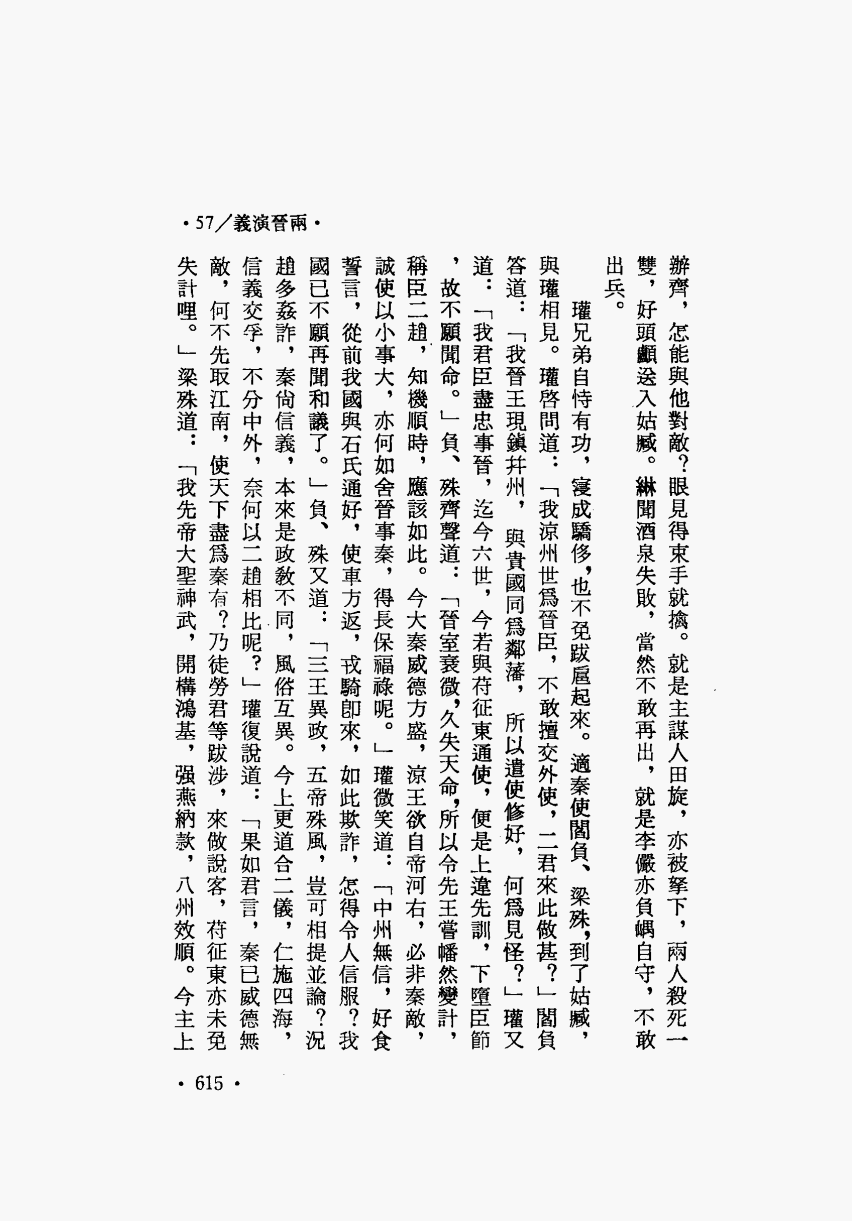 •57／義演晉兩•
辦齊，怎能與他對敵？眼見得束手就擒。就是主謀人田旋，亦被拏下，兩人殺死一
雙，好頭顱送入姑臧。綝聞酒泉失敗，當然不敢再出，就是李儼亦負嵎自守，不敢
出兵。
瓘兄弟自恃有功，寖成驕侈，也不免跋扈起來。適秦使閻負、梁殊，到了姑臧，
與瓘相見。瓘啓問道：「我涼州世爲晉臣，不敢擅交外使，二君來此做甚？」閻負
答道：「我晉王現鎮幷州，與貴國同爲鄰藩，所以遣使修好，何爲見怪？」瓘又
道：「我君臣盡忠事晉，迄今六世，今若與苻征東通使，便是上違先訓，下墮臣節
，故不願聞命。」負、殊齊聲道：「晉室衰微，久失天命，所以令先王嘗幡然變計，
稱臣二趙，知機順時，應該如此。今大秦威德方盛，涼王欲自帝河右，必非秦敵，
誠使以小事大，亦何如舍晉事秦，得長保福祿呢。」瓘微笑道：「中州無信，好食
誓言，從前我國與石氏通好，使車方返，戎騎卽來，如此欺詐，怎得令人信服？我
國已不願再聞和議了。」負、殊又道：「三王異政，五帝殊風，豈可相提並論？況
趙多姦詐，秦尙信義，本來是政敎不同，風俗互異。今上更道合二儀，仁施四海，
信義交孚，不分中外，奈何以二趙相比呢？」瓘復說道：「果如君言，秦已威德無
敵，何不先取江南，使天下盡爲秦有？乃徒勞君等跋涉，來做說客，苻征東亦未免
失計哩。」梁殊道：「我先帝大聖神武，開構鴻基，强燕納款，八州效順。今主上
•615•